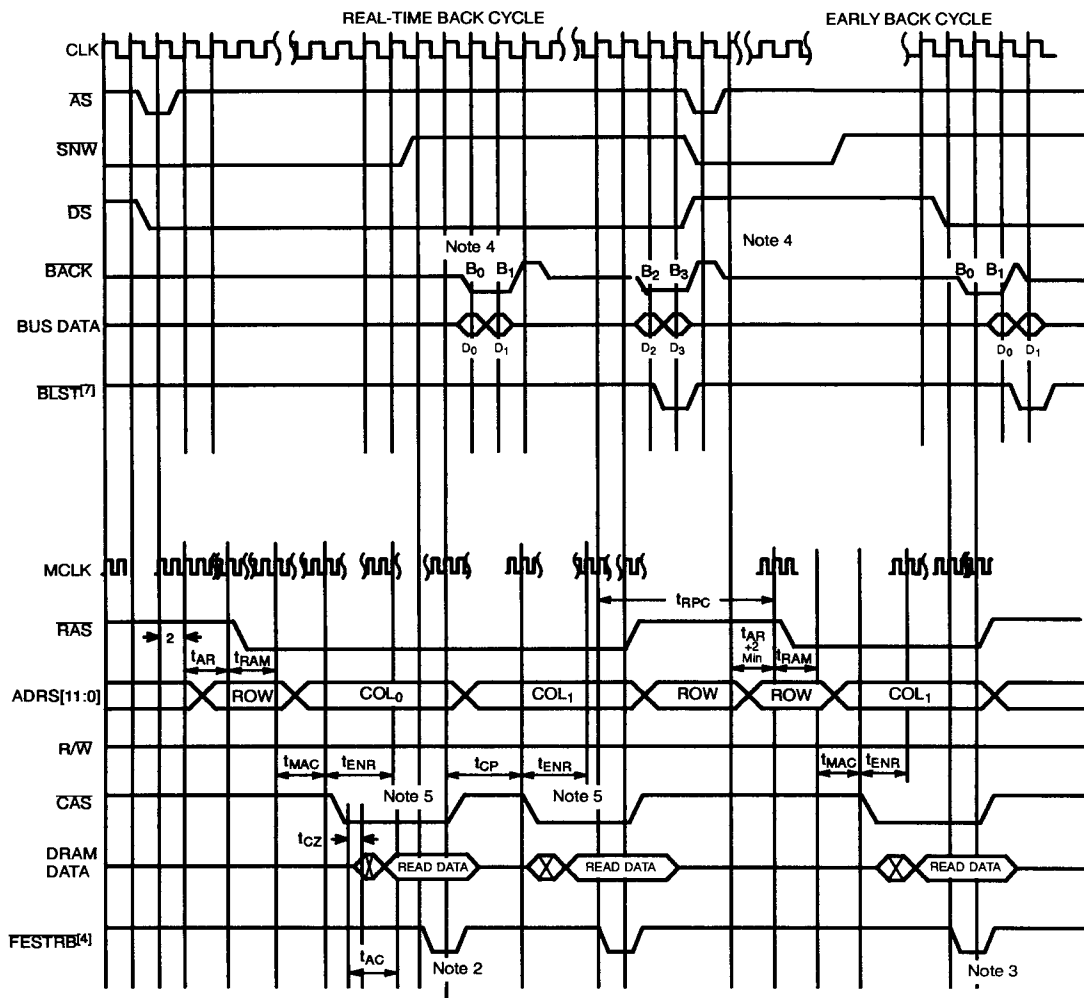 REAL-TIME BACK CYCLE EARLY BACK CYCLE
CLK
AS
SNW
DS
Note 4 Note 4
BACK B0 B1 B2 B3 B0 B1
BUS DATA
D0 D1 D2 D3 D0 D1
BLST[7]
MCLK
tRPC
RAS
2 tAR tRAM tAR +2 Min tRAM
ADRS[11:0] ROW COL0 COL1 ROW ROW COL1
R/W
tMAC tENR tCP tENR tMAC tENR
CAS Note 5 Note 5
tCZ
DRAM DATA READ DATA READ DATA READ DATA
FESTRB[4]
tAC Note 2 Note 3